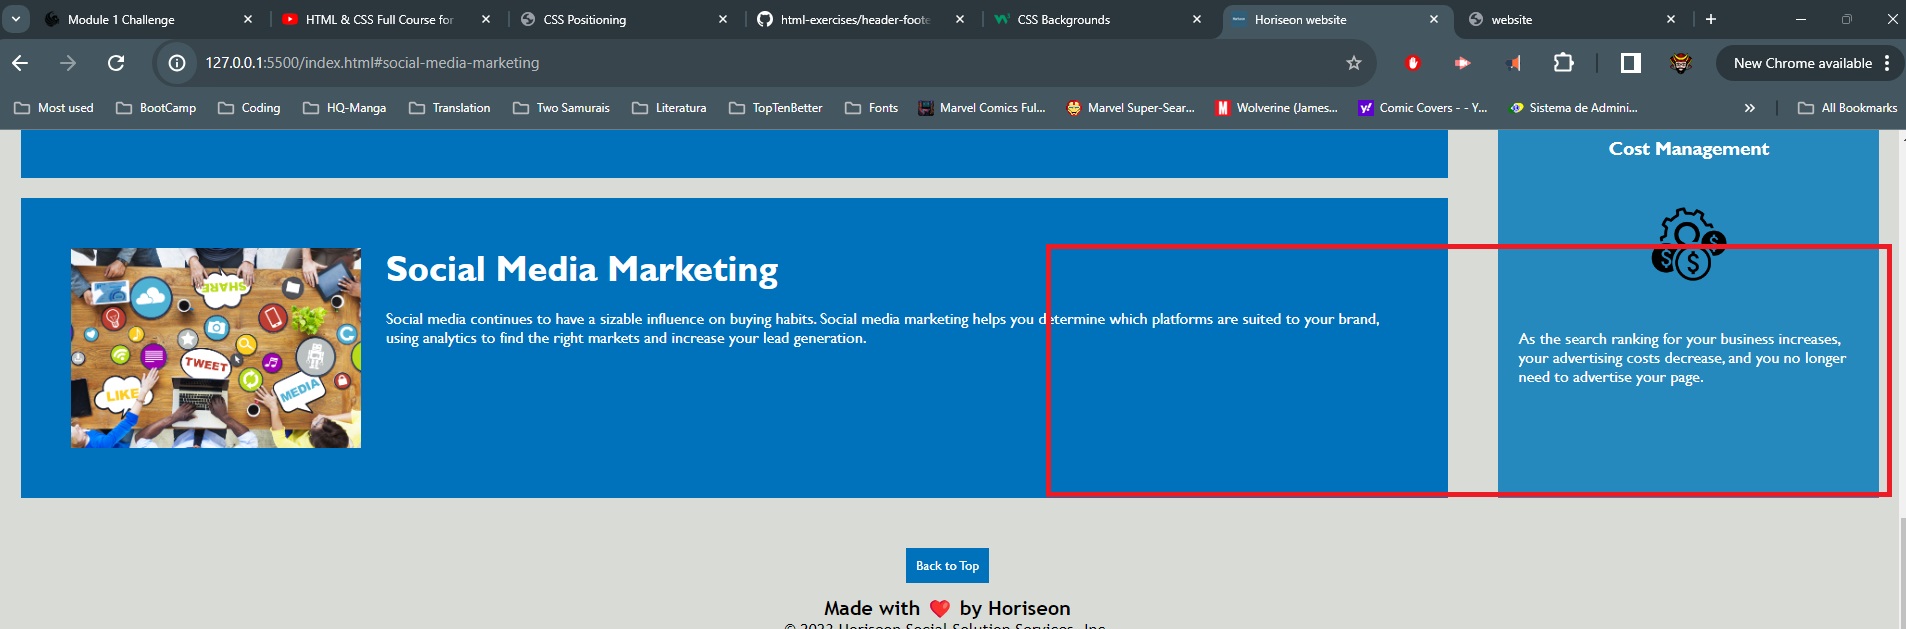 Module 1 Challenge
HTML & CSS Full Course for
CSS Positioning
html-exercises/header-foote
CSS Backgrounds
Horiseon website
website
127.0.0.1:5500/index.html#social-media-marketing
New Chrome available
Most used
BootCamp
Coding
HQ-Manga
Translation
Two Samurais
Literatura
TopTenBetter
Fonts
Marvel Comics Ful...
Marvel Super-Sear...
Wolverine (James...
Comic Covers - - Y...
Sistema de Admini...
All Bookmarks
Cost Management
SHARE
TWEET
LIKE
MEDIA
Social Media Marketing
Social media continues to have a sizable influence on buying habits. Social media marketing helps you determine which platforms are suited to your brand,
using analytics to find the right markets and increase your lead generation.
As the search ranking for your business increases,
your advertising costs decrease, and you no longer
need to advertise your page.
Back to Top
Made with ❤️ by Horiseon